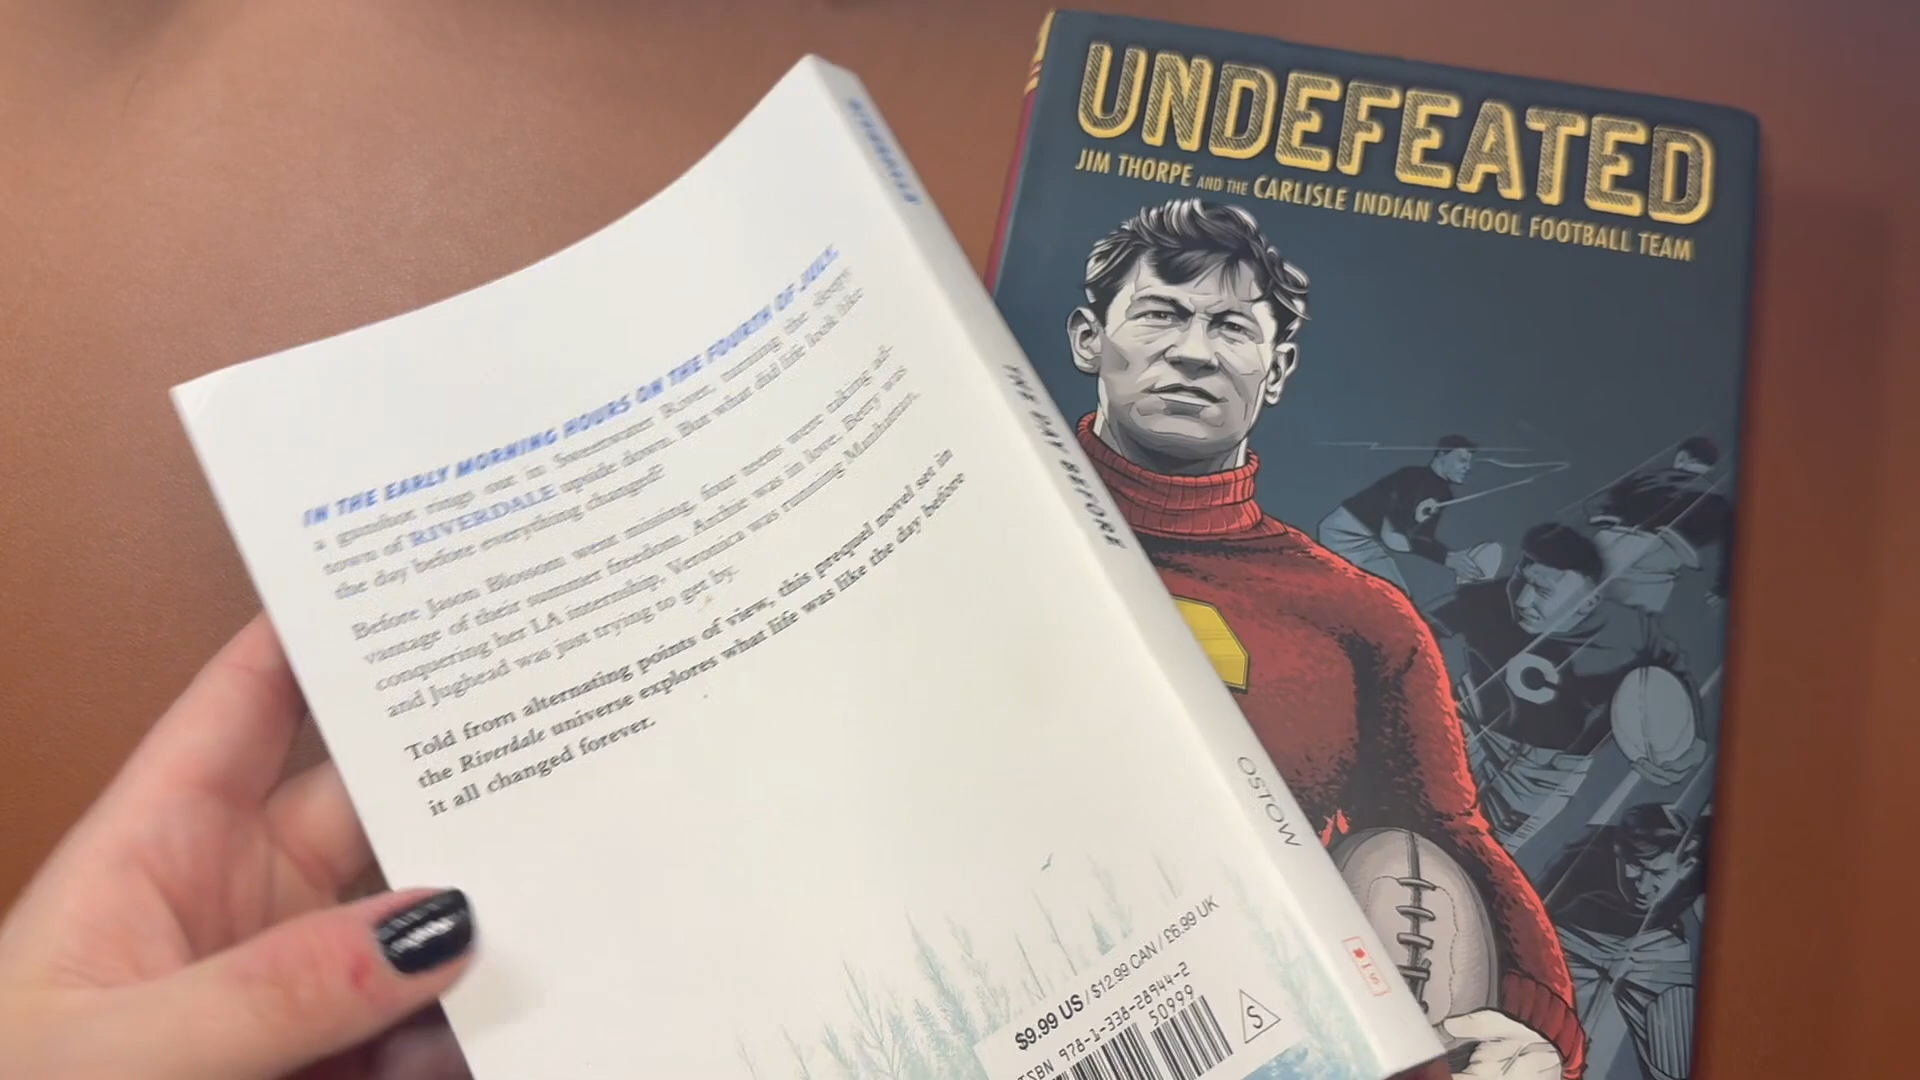 IN THE EARLY MORNING HOURS ON THE FOURTH OF JULY,
a gunshot rings out in Sweetwater River, turning the sleepy
town of RIVERDALE upside down. But what did life look like
the day before everything changed?
Before Jason Blossom went missing, four teens were taking ad-
vantage of their summer freedom. Archie was in love. Betty was
conquering her LA internship. Veronica was running Manhattan.
and Jughead was just trying to get by.
Told from alternating points of view, this prequel novel set in
the Riverdale universe explores what life was like the day before
it all changed forever.
$9.99 US / $12.99 CAN / £6.99 UK
ISBN 978-1-338-28944-2
50999
S
RIVERDALE
THE DAY BEFORE
OSTOW
UNDEFEATED
JIM THORPE AND THE CARLISLE INDIAN SCHOOL FOOTBALL TEAM
C
C